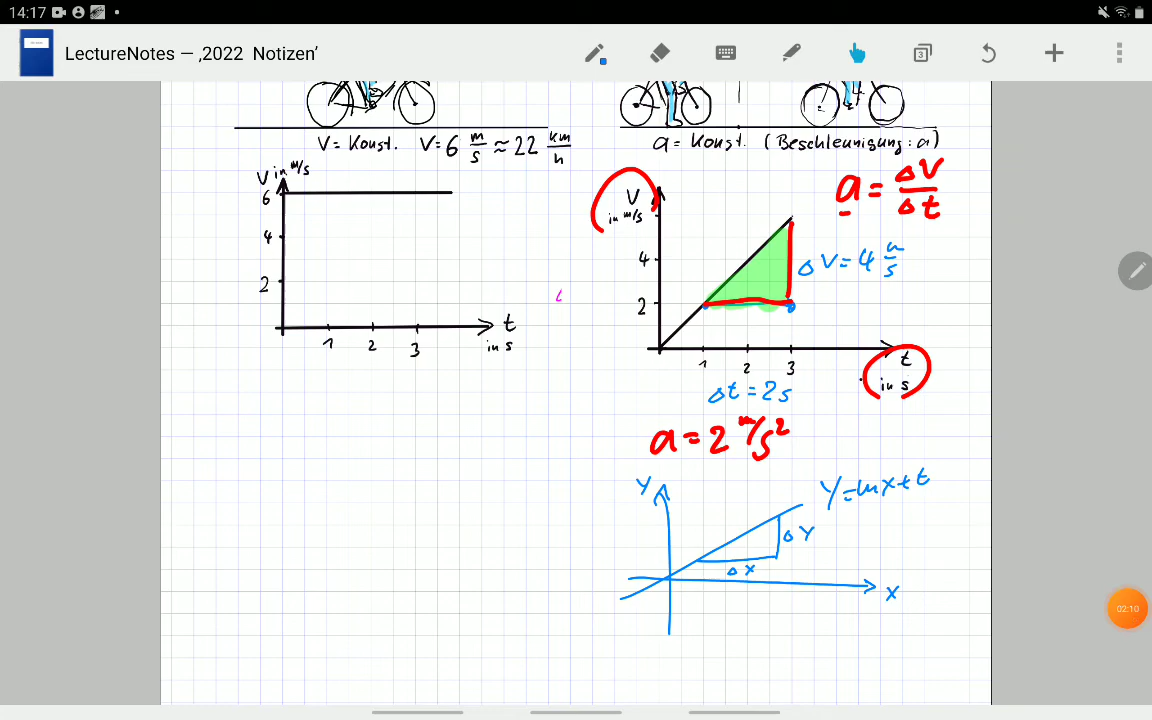 14:17
LectureNotes — ‚2022 Notizen’
3
V = Konst. V = 6 m/s ≈ 22 km/h
V in m/s
6
4
2
1 2 3
t
in s
a = Konst. (Beschleunigung: a)
a = ΔV/Δt
V
in m/s
4
2
ΔV = 4 m/s
1 2 3
t
in s
Δt = 2s
a = 2 m/s²
Y
Y = mx + t
ΔY
ΔX
X
02:10